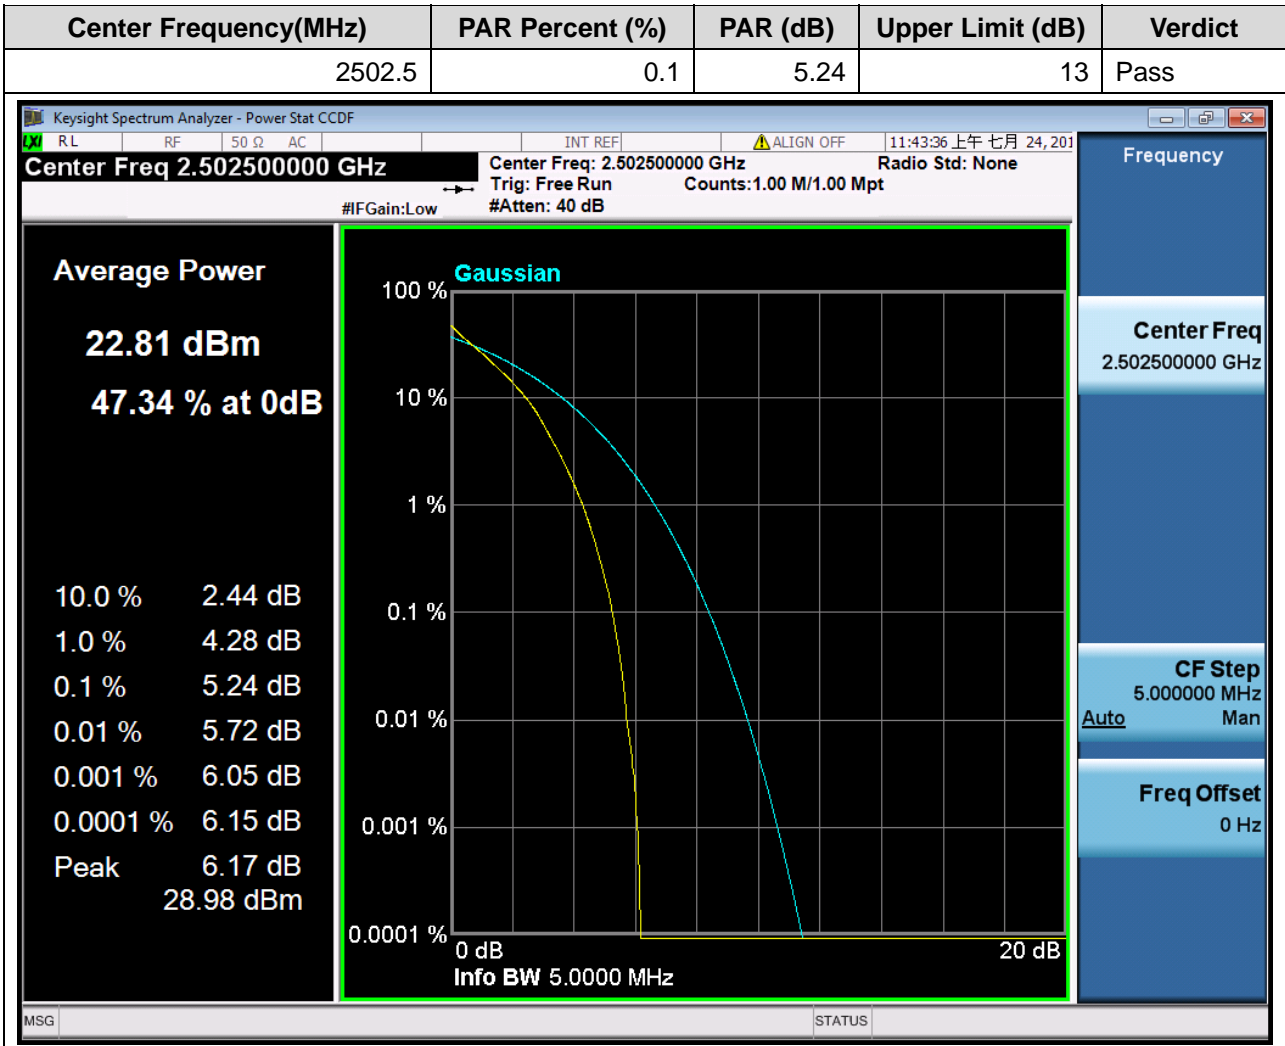 Center Frequency(MHz) PAR Percent (%) PAR (dB) Upper Limit (dB) Verdict
2502.5 0.1 5.24 13 Pass
Keysight Spectrum Analyzer - Power Stat CCDF
LXI RL RF 50 Ω AC INT REF ALIGN OFF 11:43:36 上午 七月 24, 201
Center Freq 2.502500000 GHz
Center Freq: 2.502500000 GHz Radio Std: None
Trig: Free Run Counts:1.00 M/1.00 Mpt
#IFGain:Low #Atten: 40 dB
Frequency
Average Power
22.81 dBm
47.34 % at 0dB
10.0 % 2.44 dB
1.0 % 4.28 dB
0.1 % 5.24 dB
0.01 % 5.72 dB
0.001 % 6.05 dB
0.0001 % 6.15 dB
Peak 6.17 dB
28.98 dBm
Gaussian
100 %
10 %
1 %
0.1 %
0.01 %
0.001 %
0.0001 %
0 dB 20 dB
Info BW 5.0000 MHz
Center Freq
2.502500000 GHz
CF Step
5.000000 MHz
Auto Man
Freq Offset
0 Hz
MSG STATUS